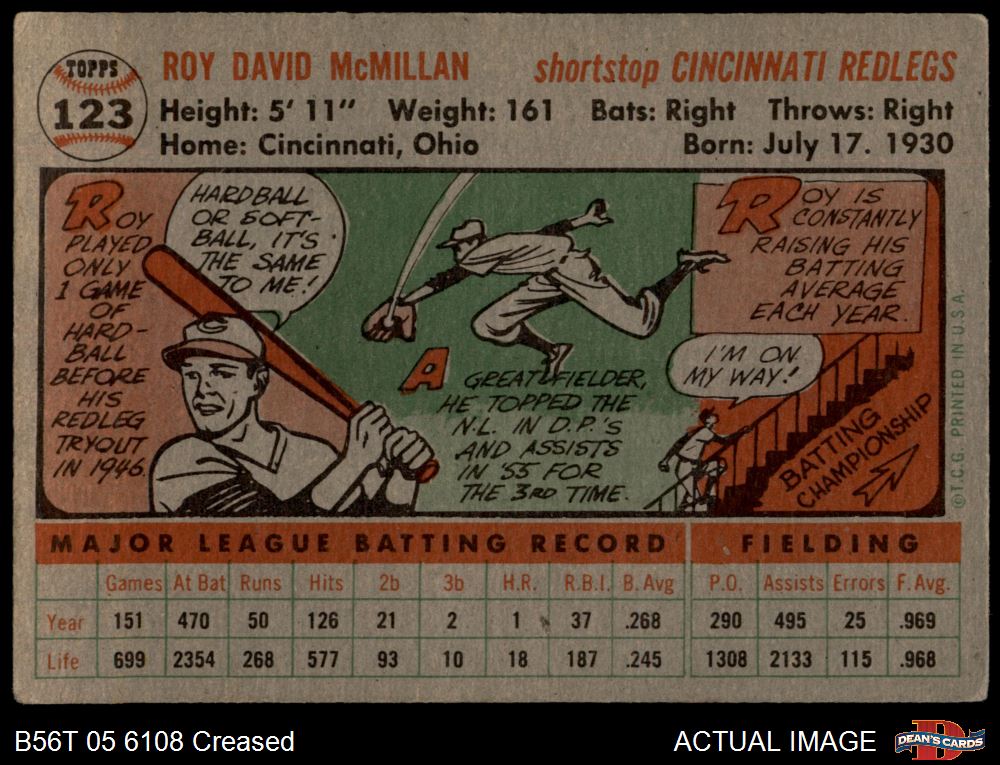 TOPPS
123
ROY DAVID McMILLAN shortstop CINCINNATI REDLEGS
Height: 5' 11" Weight: 161 Bats: Right Throws: Right
Home: Cincinnati, Ohio Born: July 17. 1930
ROY
PLAYED
ONLY
1 GAME
OF
HARD-
BALL
BEFORE
HIS
REDLEG
TRYOUT
IN 1946.
HARDBALL
OR SOFT-
BALL, IT'S
THE SAME
TO ME!
C
A GREAT FIELDER,
HE TOPPED THE
N.L. IN D.P.'S
AND ASSISTS
IN '55 FOR
THE 3RD TIME.
ROY IS
CONSTANTLY
RAISING HIS
BATTING
AVERAGE
EACH YEAR.
I'M ON
MY WAY!
BATTING
CHAMPIONSHIP
©T.C.G. PRINTED IN U.S.A.
MAJOR LEAGUE BATTING RECORD FIELDING
Games At Bat Runs Hits 2b 3b H.R. R.B.I. B. Avg P.O. Assists Errors F. Avg.
Year 151 470 50 126 21 2 1 37 .268 290 495 25 .969
Life 699 2354 268 577 93 10 18 187 .245 1308 2133 115 .968
B56T 05 6108 Creased ACTUAL IMAGE
D
DEAN'S CARDS